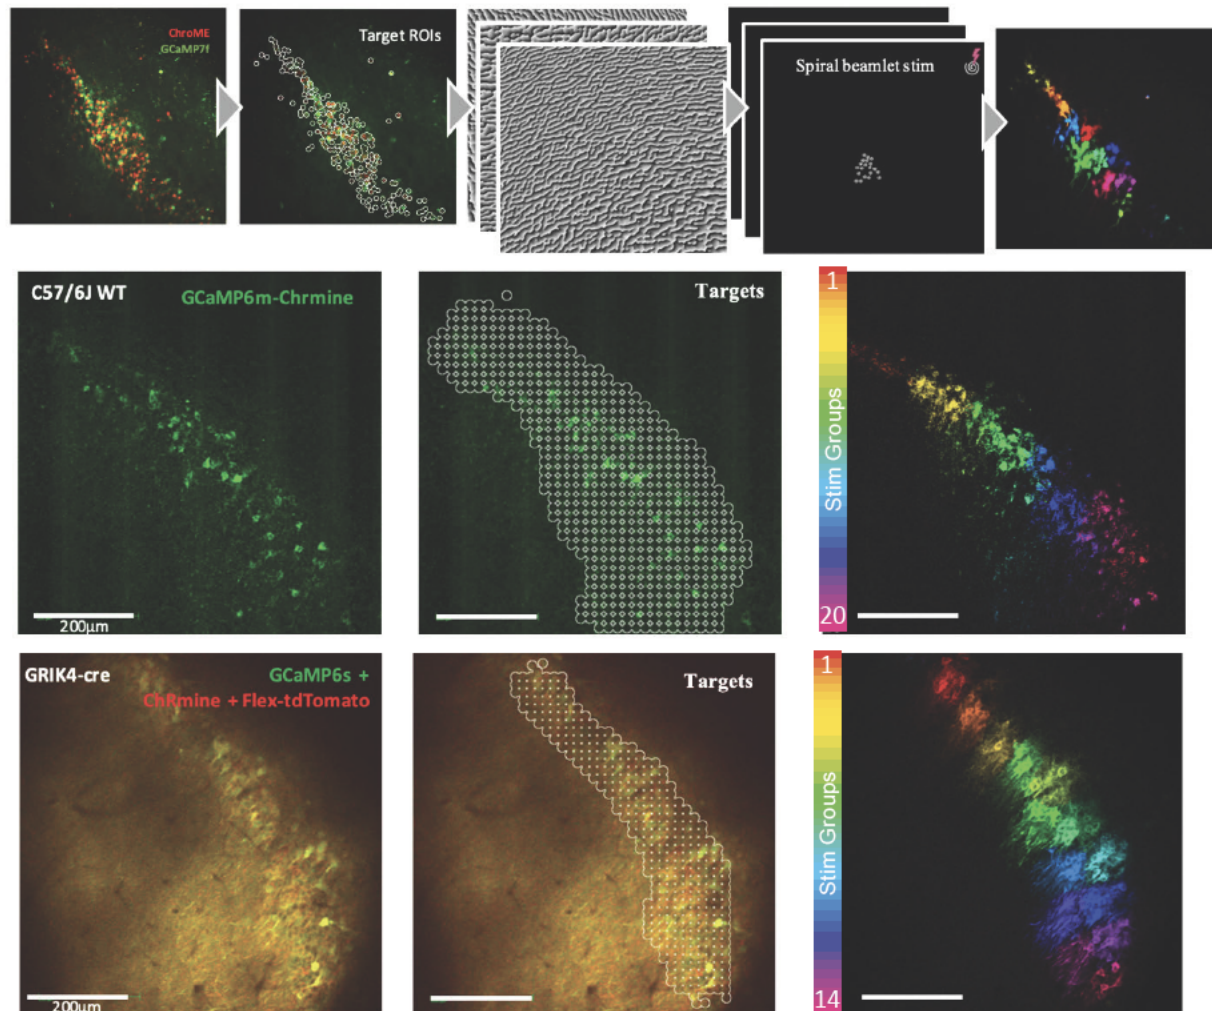 ChroME
GCaMP7f
Target ROIs
Spiral beamlet stim
C57/6J WT
GCaMP6m-Chrmine
200µm
Targets
1
Stim Groups
20
GRIK4-cre
GCaMP6s +
ChRmine + Flex-tdTomato
200µm
Targets
1
Stim Groups
14